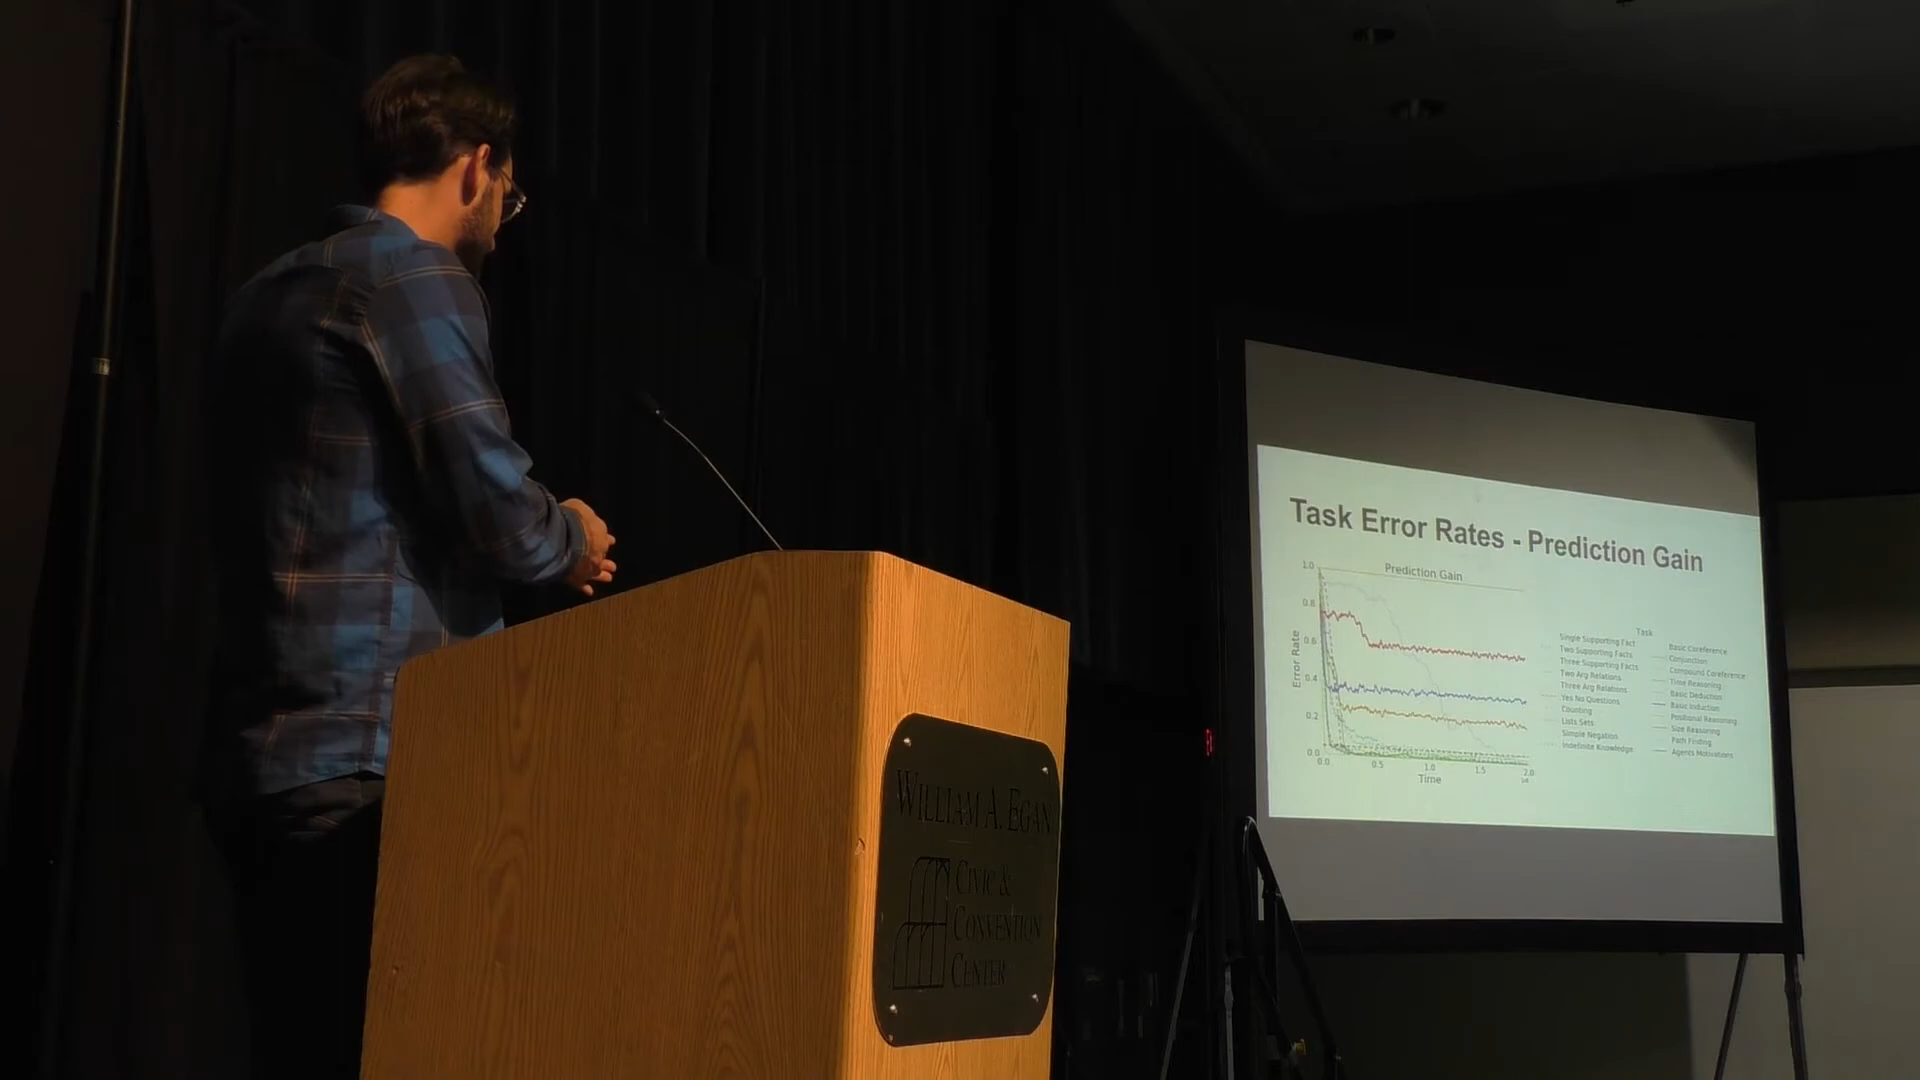 Task Error Rates - Prediction Gain
Prediction Gain
1.0
0.8
0.6
0.4
0.2
0.0
Error Rate
0.0 0.5 1.0 1.5 2.0
Time
Task
Single Supporting Fact
Two Supporting Facts
Three Supporting Facts
Two Arg Relations
Three Arg Relations
Yes No Questions
Counting
Lists Sets
Simple Negation
Indefinite Knowledge
Basic Coreference
Conjunction
Compound Coreference
Time Reasoning
Basic Deduction
Basic Induction
Positional Reasoning
Size Reasoning
Path Finding
Agents Motivations
WILLIAM A. EGAN
CIVIC &
CONVENTION
CENTER